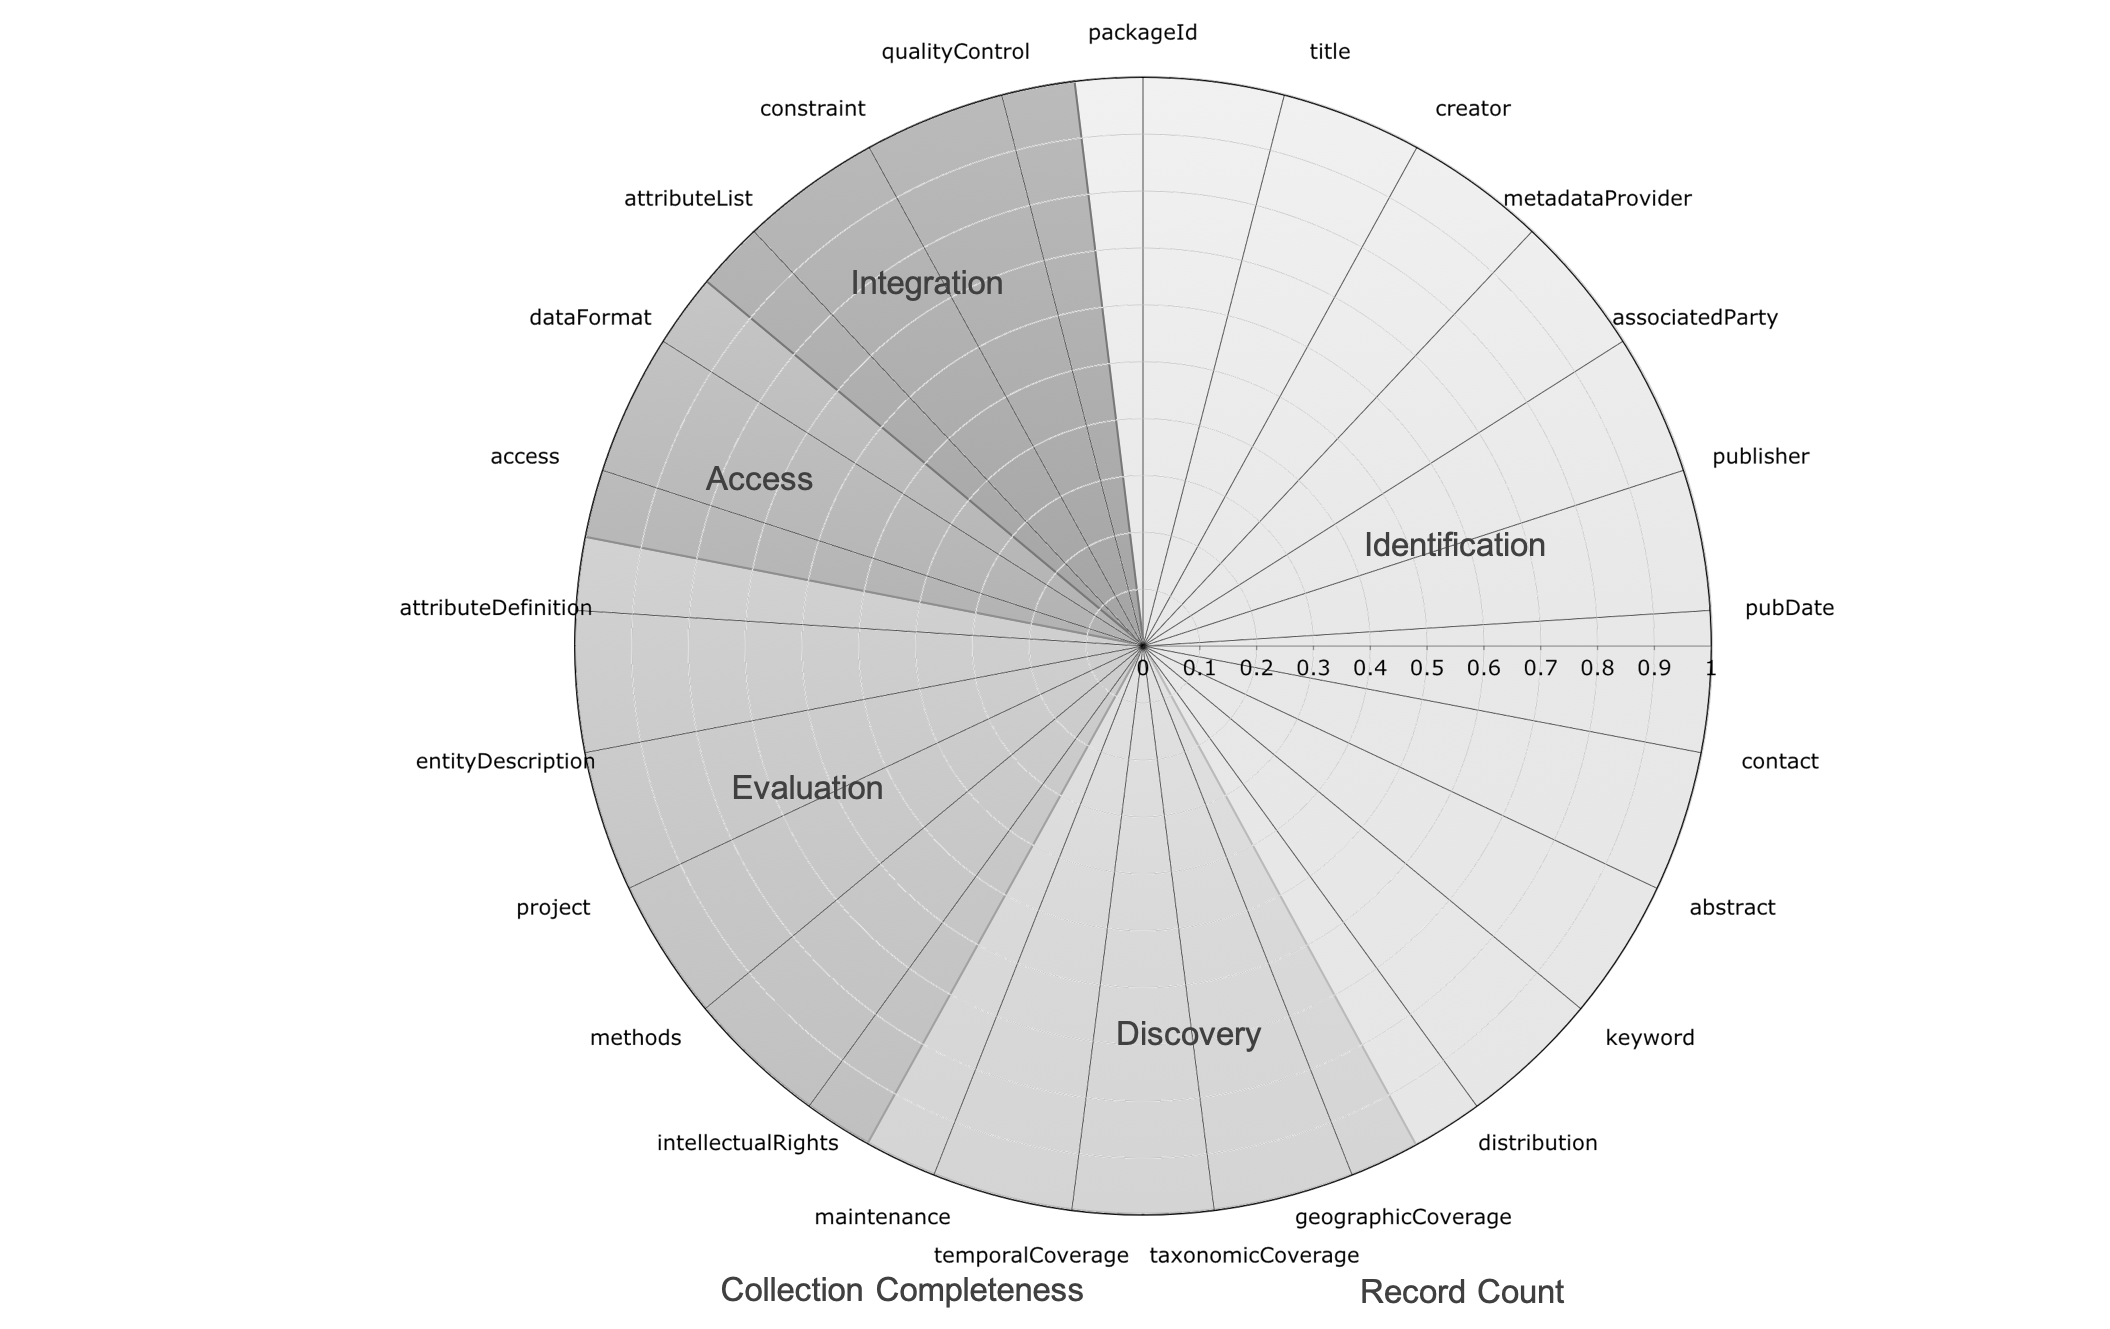 packageId
title
creator
metadataProvider
associatedParty
publisher
pubDate
contact
abstract
keyword
distribution
geographicCoverage
taxonomicCoverage
temporalCoverage
maintenance
intellectualRights
methods
project
entityDescription
attributeDefinition
access
dataFormat
attributeList
constraint
qualityControl
Integration
Access
Identification
Evaluation
Discovery
0 0.1 0.2 0.3 0.4 0.5 0.6 0.7 0.8 0.9 1
Collection Completeness
Record Count